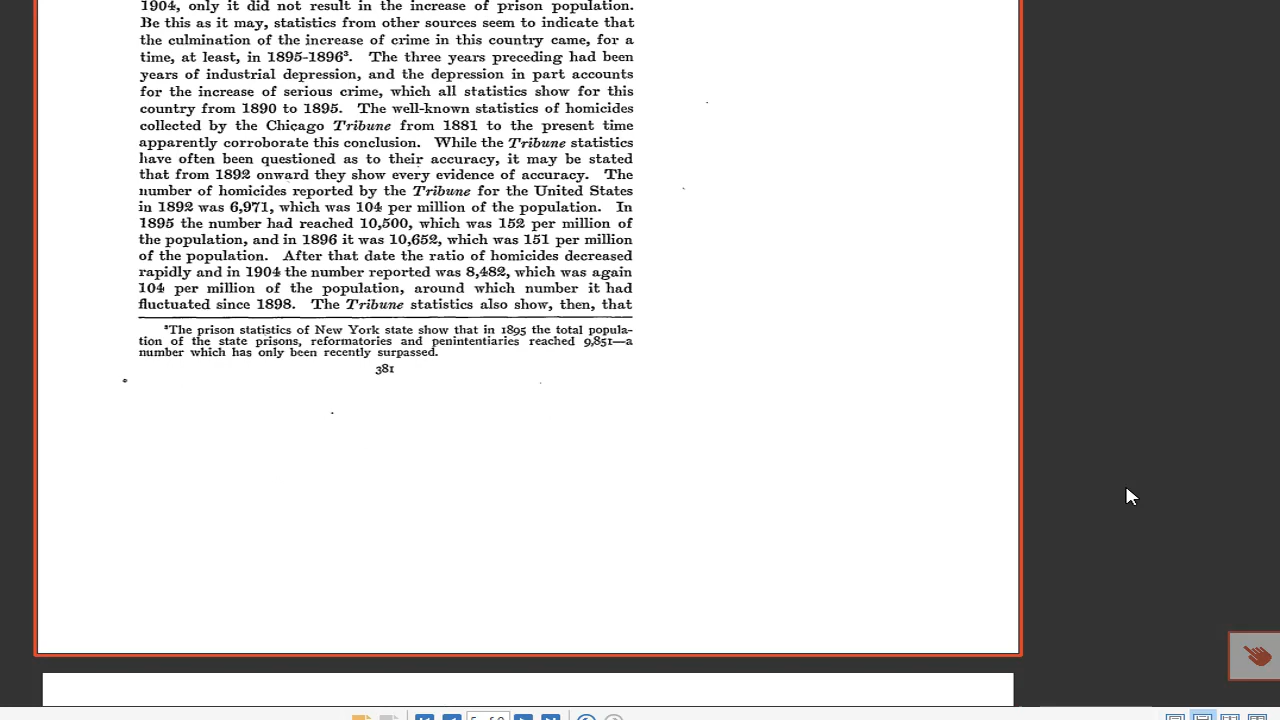 1904, only it did not result in the increase of prison population.
Be this as it may, statistics from other sources seem to indicate that
the culmination of the increase of crime in this country came, for a
time, at least, in 1895-1896³. The three years preceding had been
years of industrial depression, and the depression in part accounts
for the increase of serious crime, which all statistics show for this
country from 1890 to 1895. The well-known statistics of homicides
collected by the Chicago Tribune from 1881 to the present time
apparently corroborate this conclusion. While the Tribune statistics
have often been questioned as to their accuracy, it may be stated
that from 1892 onward they show every evidence of accuracy. The
number of homicides reported by the Tribune for the United States
in 1892 was 6,971, which was 104 per million of the population. In
1895 the number had reached 10,500, which was 152 per million of
the population, and in 1896 it was 10,652, which was 151 per million
of the population. After that date the ratio of homicides decreased
rapidly and in 1904 the number reported was 8,482, which was again
104 per million of the population, around which number it had
fluctuated since 1898. The Tribune statistics also show, then, that
³The prison statistics of New York state show that in 1895 the total popula-
tion of the state prisons, reformatories and penintentiaries reached 9,851—a
number which has only been recently surpassed.
381